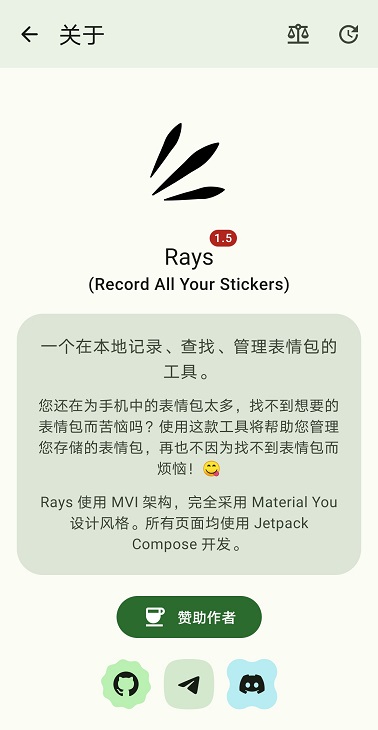 关于
1.5
Rays
(Record All Your Stickers)
一个在本地记录、查找、管理表情包的
工具。
您还在为手机中的表情包太多，找不到想要的
表情包而苦恼吗？使用这款工具将帮助您管理
您存储的表情包，再也不因为找不到表情包而
烦恼！😋
Rays 使用 MVI 架构，完全采用 Material You
设计风格。所有页面均使用 Jetpack
Compose 开发。
赞助作者